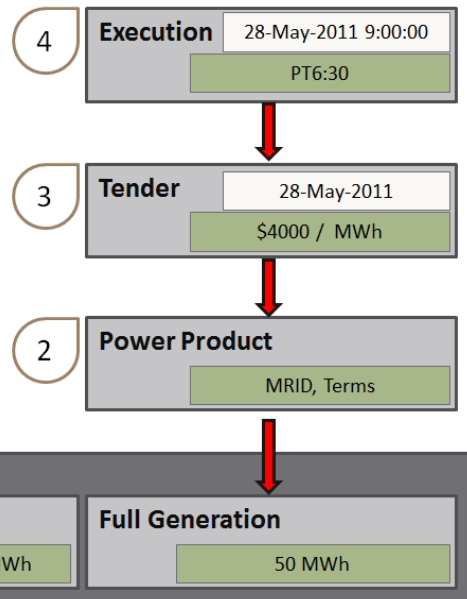 4
Execution 28-May-2011 9:00:00
PT6:30
3
Tender 28-May-2011
$4000 / MWh
2
Power Product
MRID, Terms
Full Generation
Wh 50 MWh